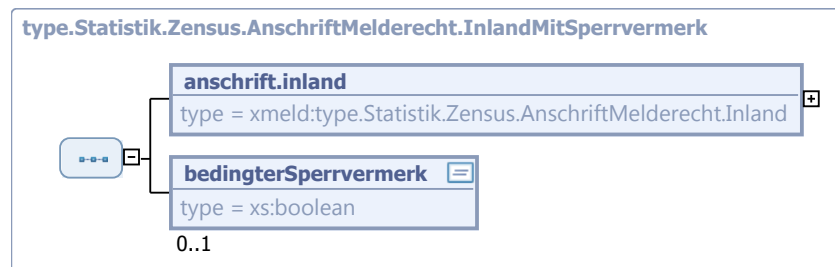 type.Statistik.Zensus.AnschriftMelderecht.InlandMitSperrvermerk
anschrift.inland
type = xmeld:type.Statistik.Zensus.AnschriftMelderecht.Inland
bedingterSperrvermerk
type = xs:boolean
0..1